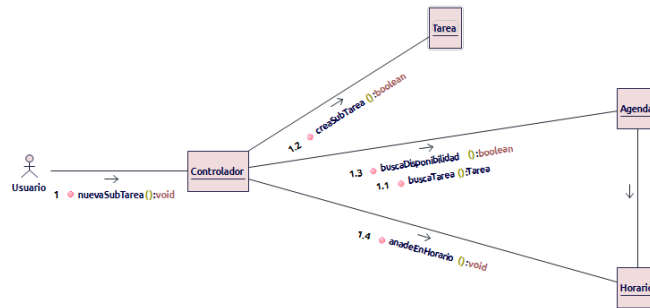 Tarea
1.2 creaSubTarea ():boolean
Agenda
Usuario
Controlador
1 nuevaSubTarea():void
1.3 buscaDisponibilidad ():boolean
1.1 buscaTarea ():Tarea
1.4 anadeEnHorario ():void
Horario